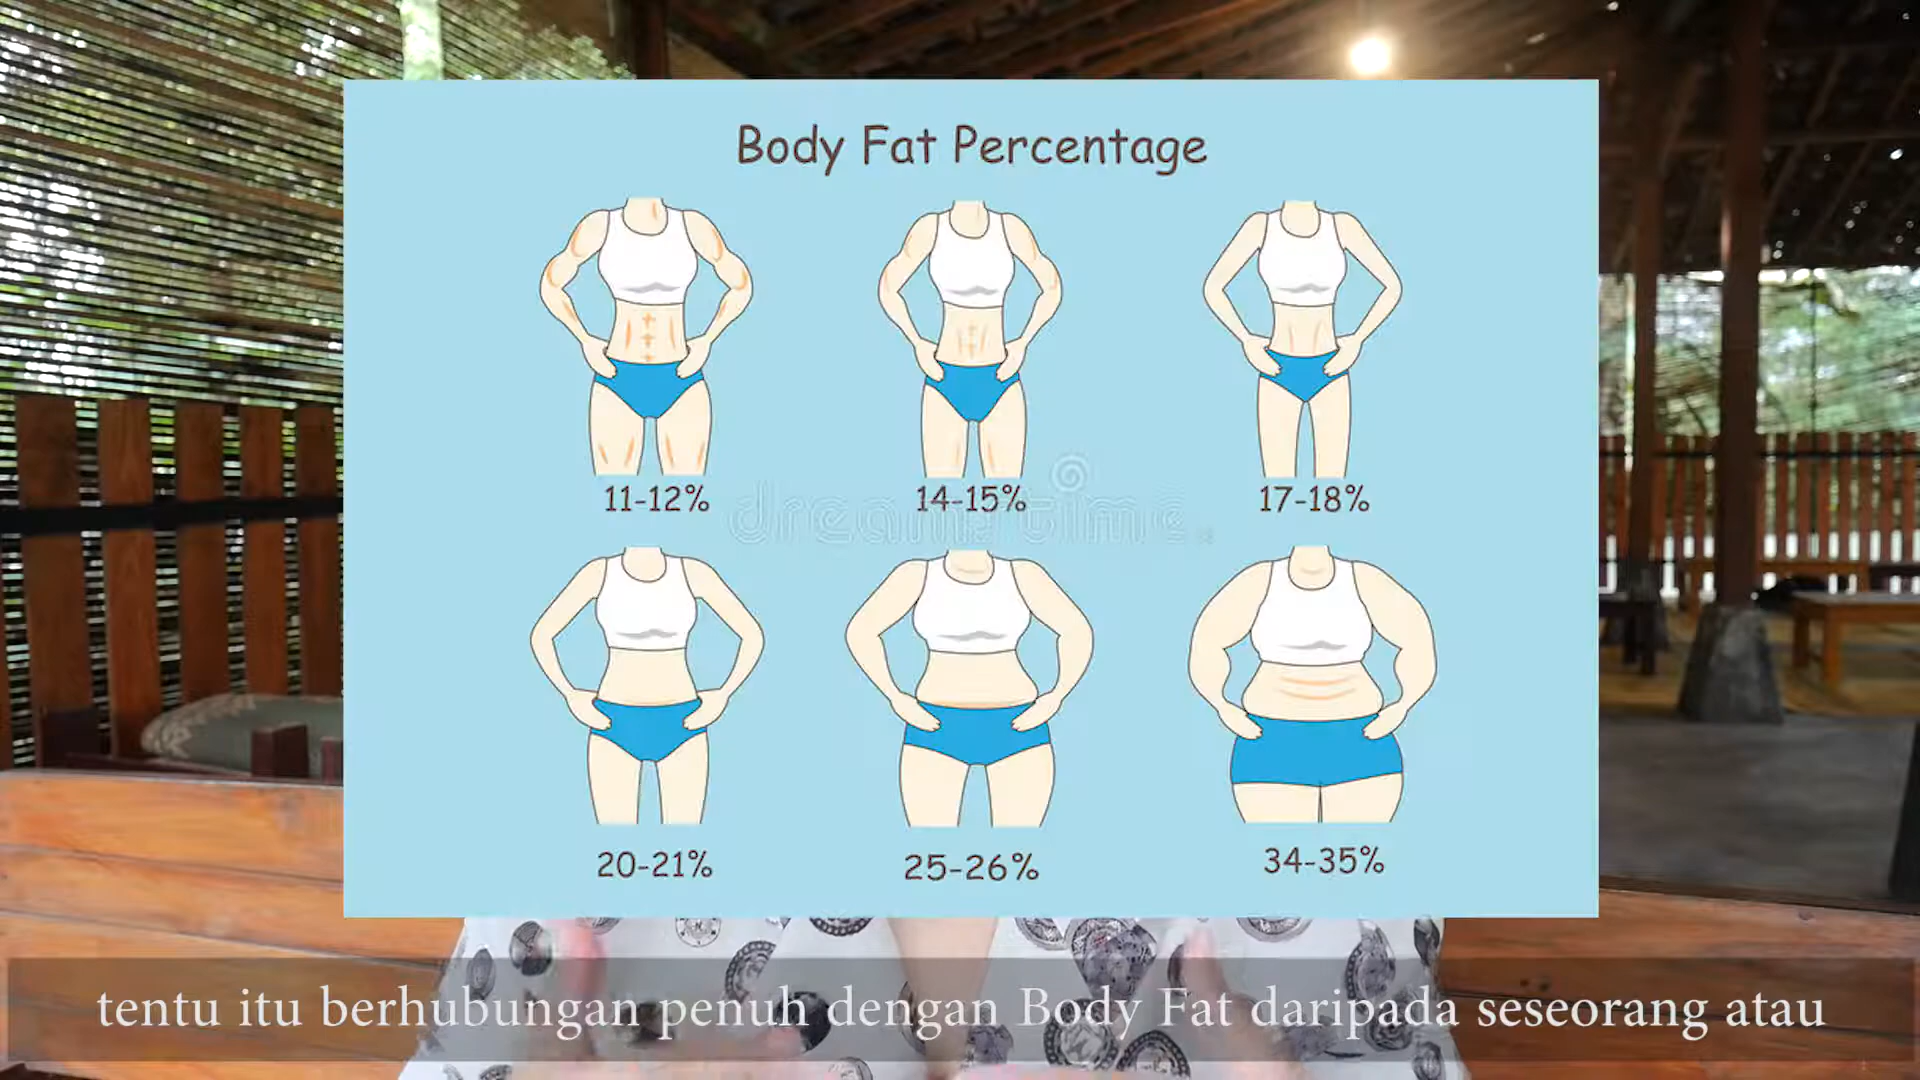 Body Fat Percentage
11-12%
14-15%
17-18%
dreamstime.
20-21%
25-26%
34-35%
tentu itu berhubungan penuh dengan Body Fat daripada seseorang atau